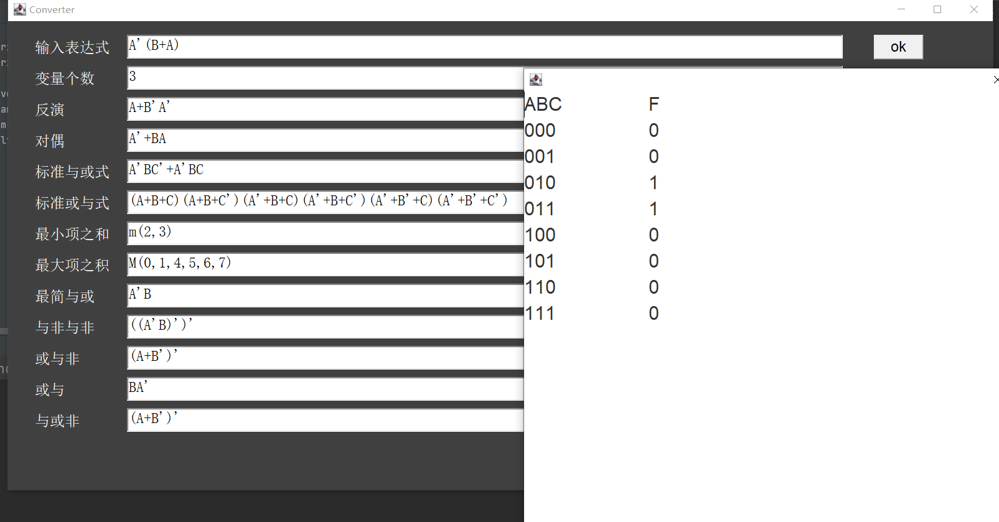 Converter
输入表达式 A'(B+A) ok
变量个数 3
反演 A+B'A'
对偶 A'+BA
标准与或式 A'BC'+A'BC
标准或与式 (A+B+C)(A+B+C')(A'+B+C)(A'+B+C')(A'+B'+C)(A'+B'+C')
最小项之和 m(2,3)
最大项之积 M(0,1,4,5,6,7)
最简与或 A'B
与非与非 ((A'B)')'
或与非 (A+B')'
或与 BA'
与或非 (A+B')'
ABC F
000 0
001 0
010 1
011 1
100 0
101 0
110 0
111 0